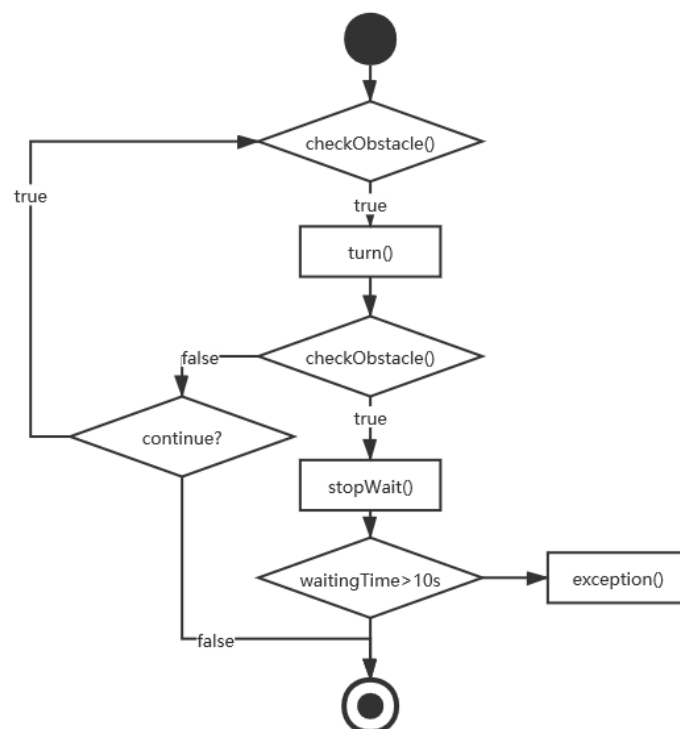 checkObstacle()
true
true
turn()
false
checkObstacle()
true
continue?
stopWait()
waitingTime>10s
exception()
false